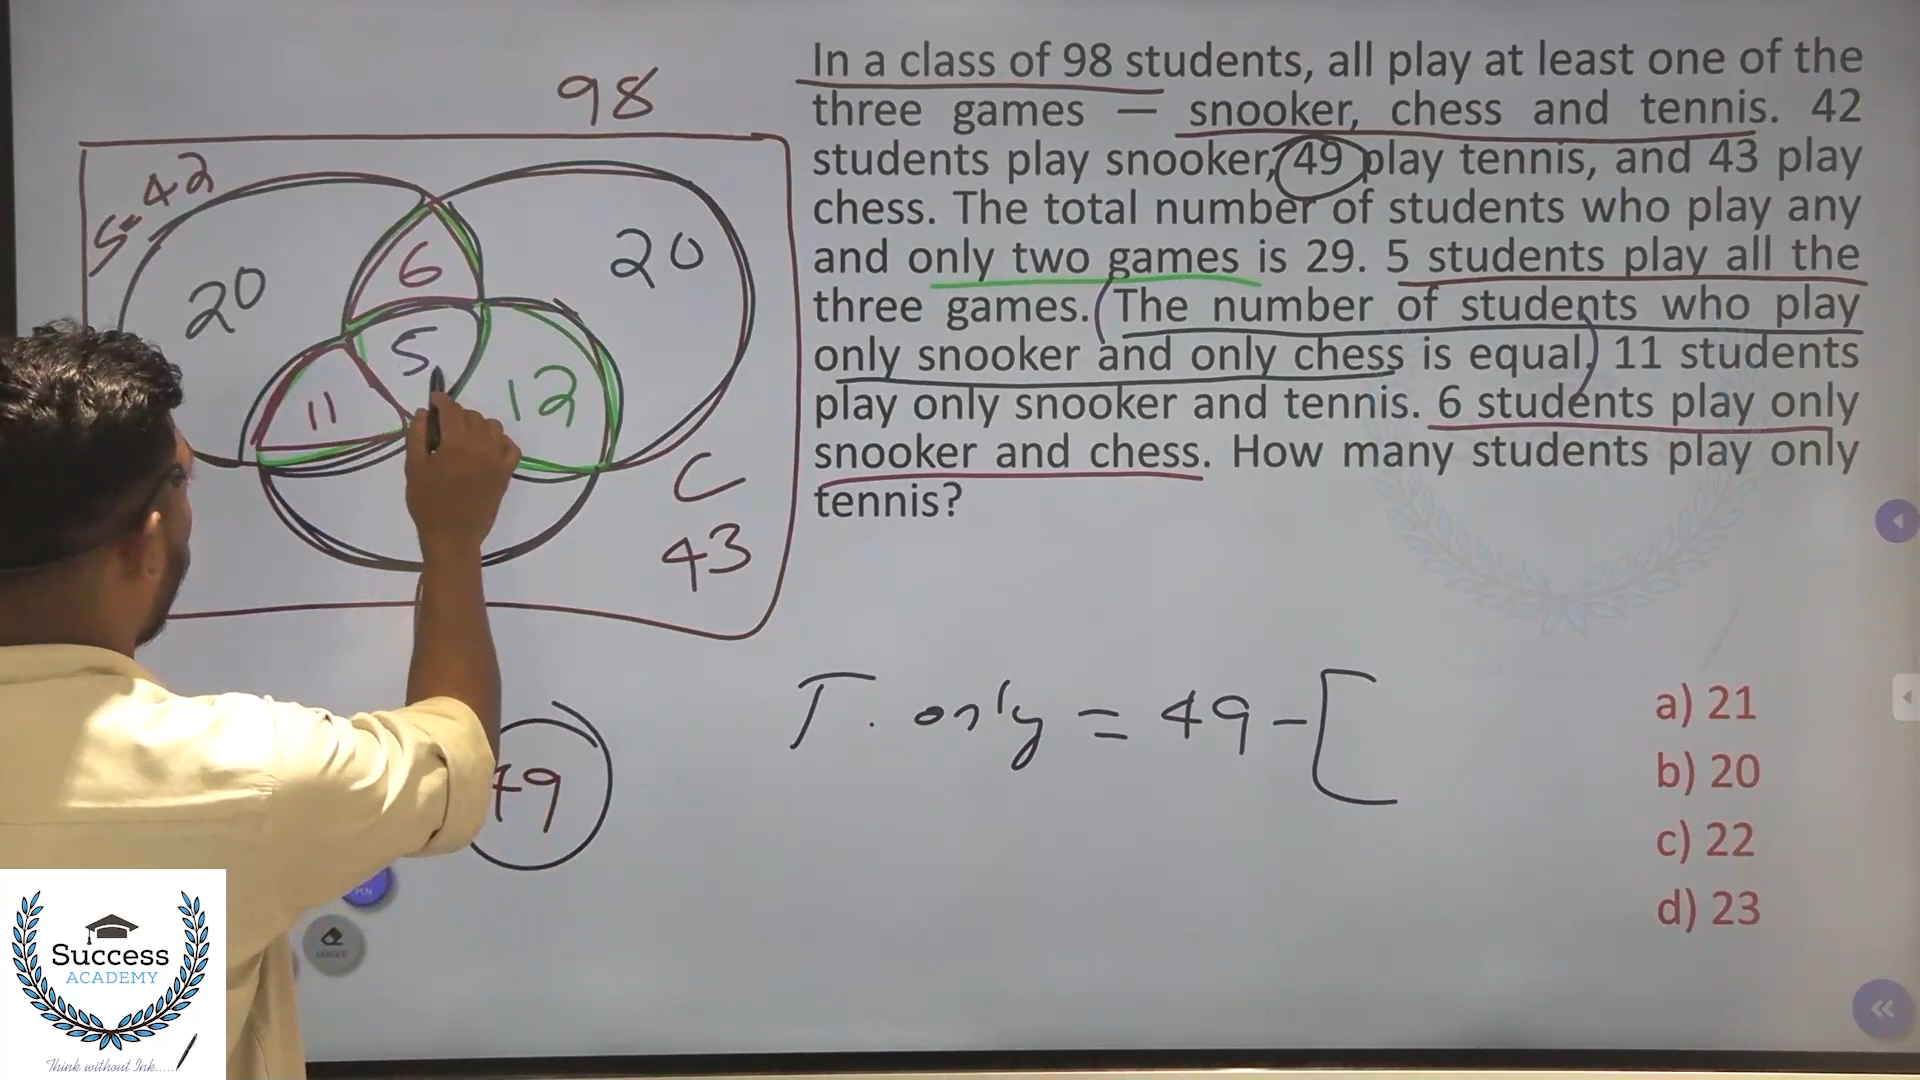 98
In a class of 98 students, all play at least one of the
three games — snooker, chess and tennis. 42
students play snooker, 49 play tennis, and 43 play
chess. The total number of students who play any
and only two games is 29. 5 students play all the
three games. The number of students who play
only snooker and only chess is equal. 11 students
play only snooker and tennis. 6 students play only
snooker and chess. How many students play only
tennis?
S=42
6
20
20
5
11
12
C
43
T. only = 49 - [
a) 21
b) 20
c) 22
d) 23
Success
ACADEMY
Think without Ink.....